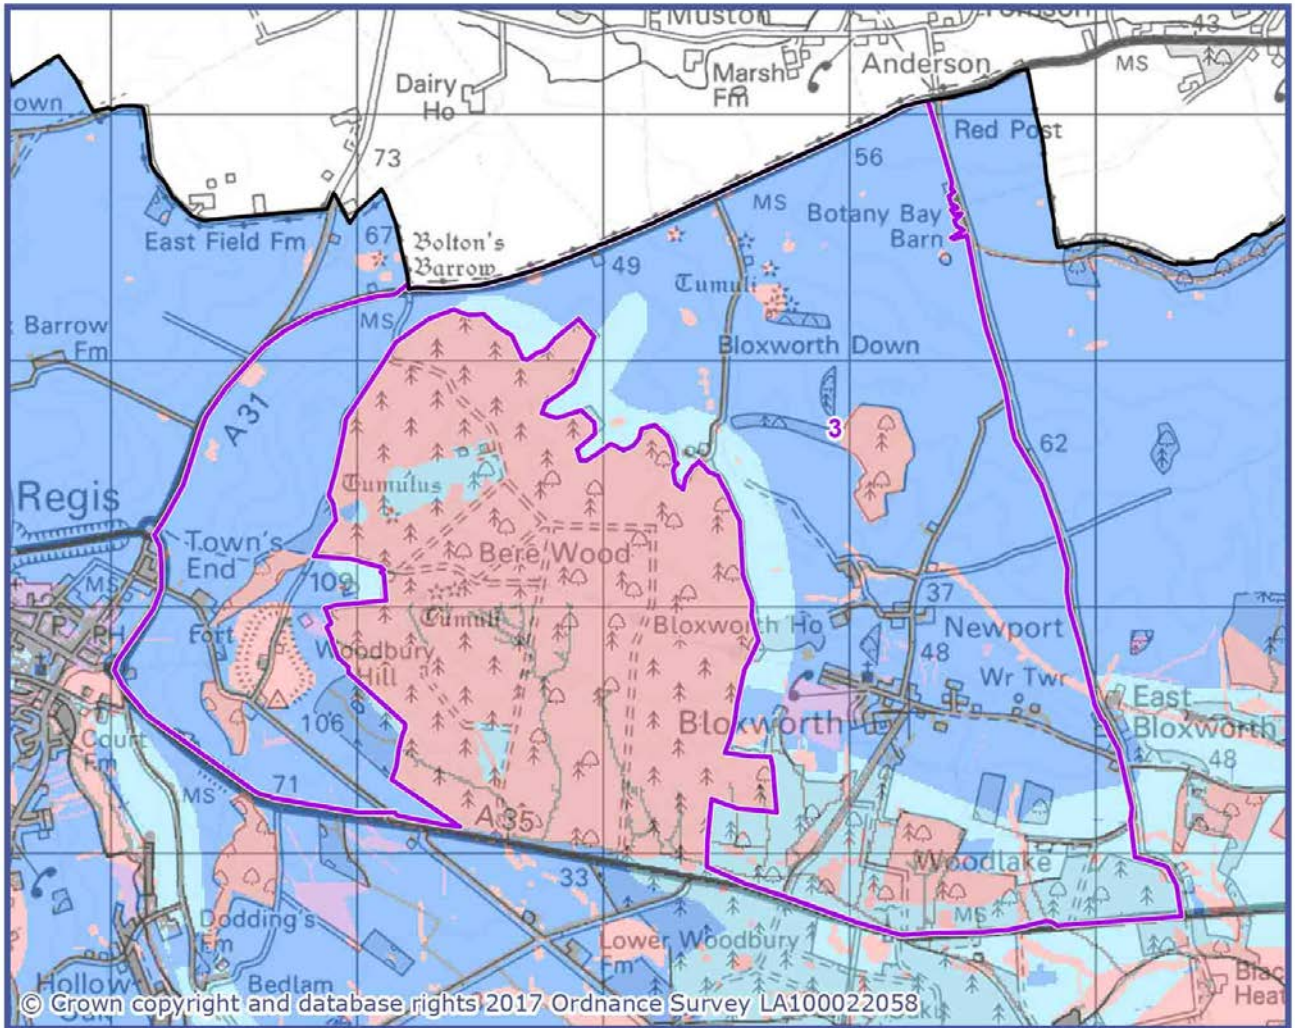 Muston
43
Anderson
MS
Dairy
Ho
Marsh
Fm
own
Red Post
73
56
MS
Botany Bay
Barn
East Field Fm
67
Bolton's
Barrow
49
Tumuli
Barrow
Fm
MS
Bloxworth Down
A 31
3
62
Regis
Tumulus
Town's
End
Bere Wood
MS
109
37
P
PH
Fort
Tumuli
Bloxworth Ho
Newport
Woodbury
Hill
48
Wr Twr
106
Bloxworth
East
Bloxworth
Court
Fm
48
MS
71
A 35
Woodlake
33
MS
Dodding's
Fm
Lower Woodbury
Fm
Hollow
Bedlam
Blac
Heat
© Crown copyright and database rights 2017 Ordnance Survey LA100022058